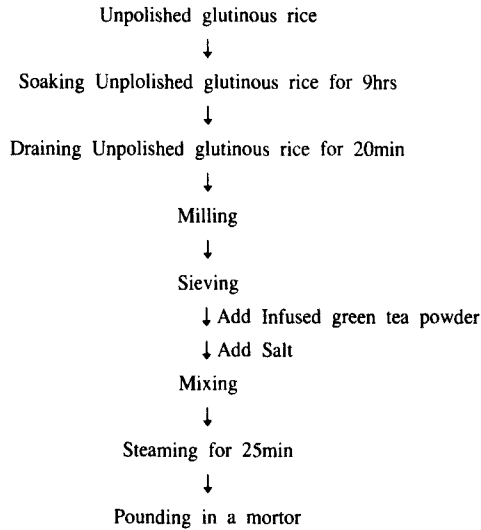 Unpolished glutinous rice
↓
Soaking Unplolished glutinous rice for 9hrs
↓
Draining Unpolished glutinous rice for 20min
↓
Milling
↓
Sieving
↓ Add Infused green tea powder
↓ Add Salt
Mixing
↓
Steaming for 25min
↓
Pounding in a mortor